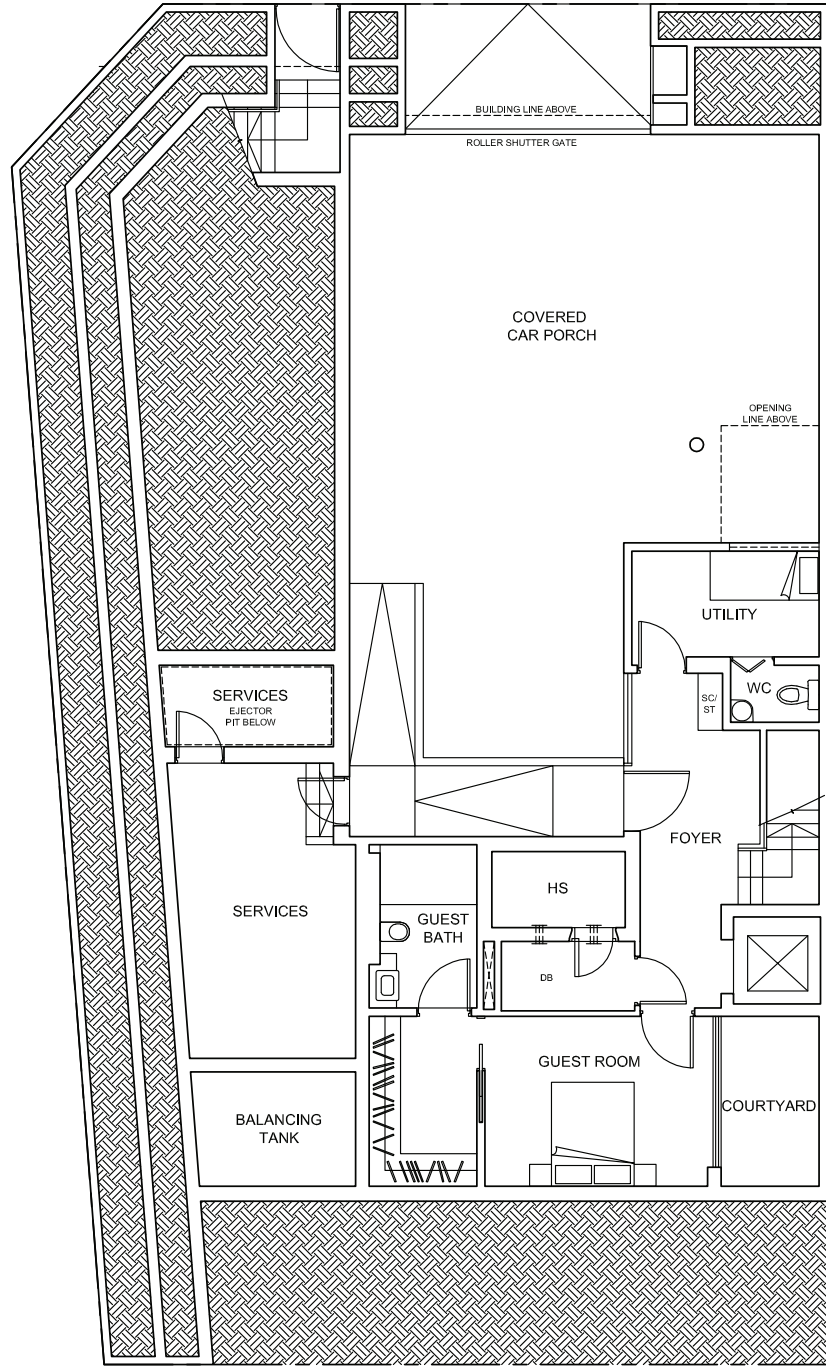 BUILDING LINE ABOVE
ROLLER SHUTTER GATE
COVERED
CAR PORCH
OPENING
LINE ABOVE
UTILITY
SERVICES
EJECTOR
PIT BELOW
SC/
ST
WC
FOYER
HS
SERVICES
GUEST
BATH
DB
GUEST ROOM
COURTYARD
BALANCING
TANK